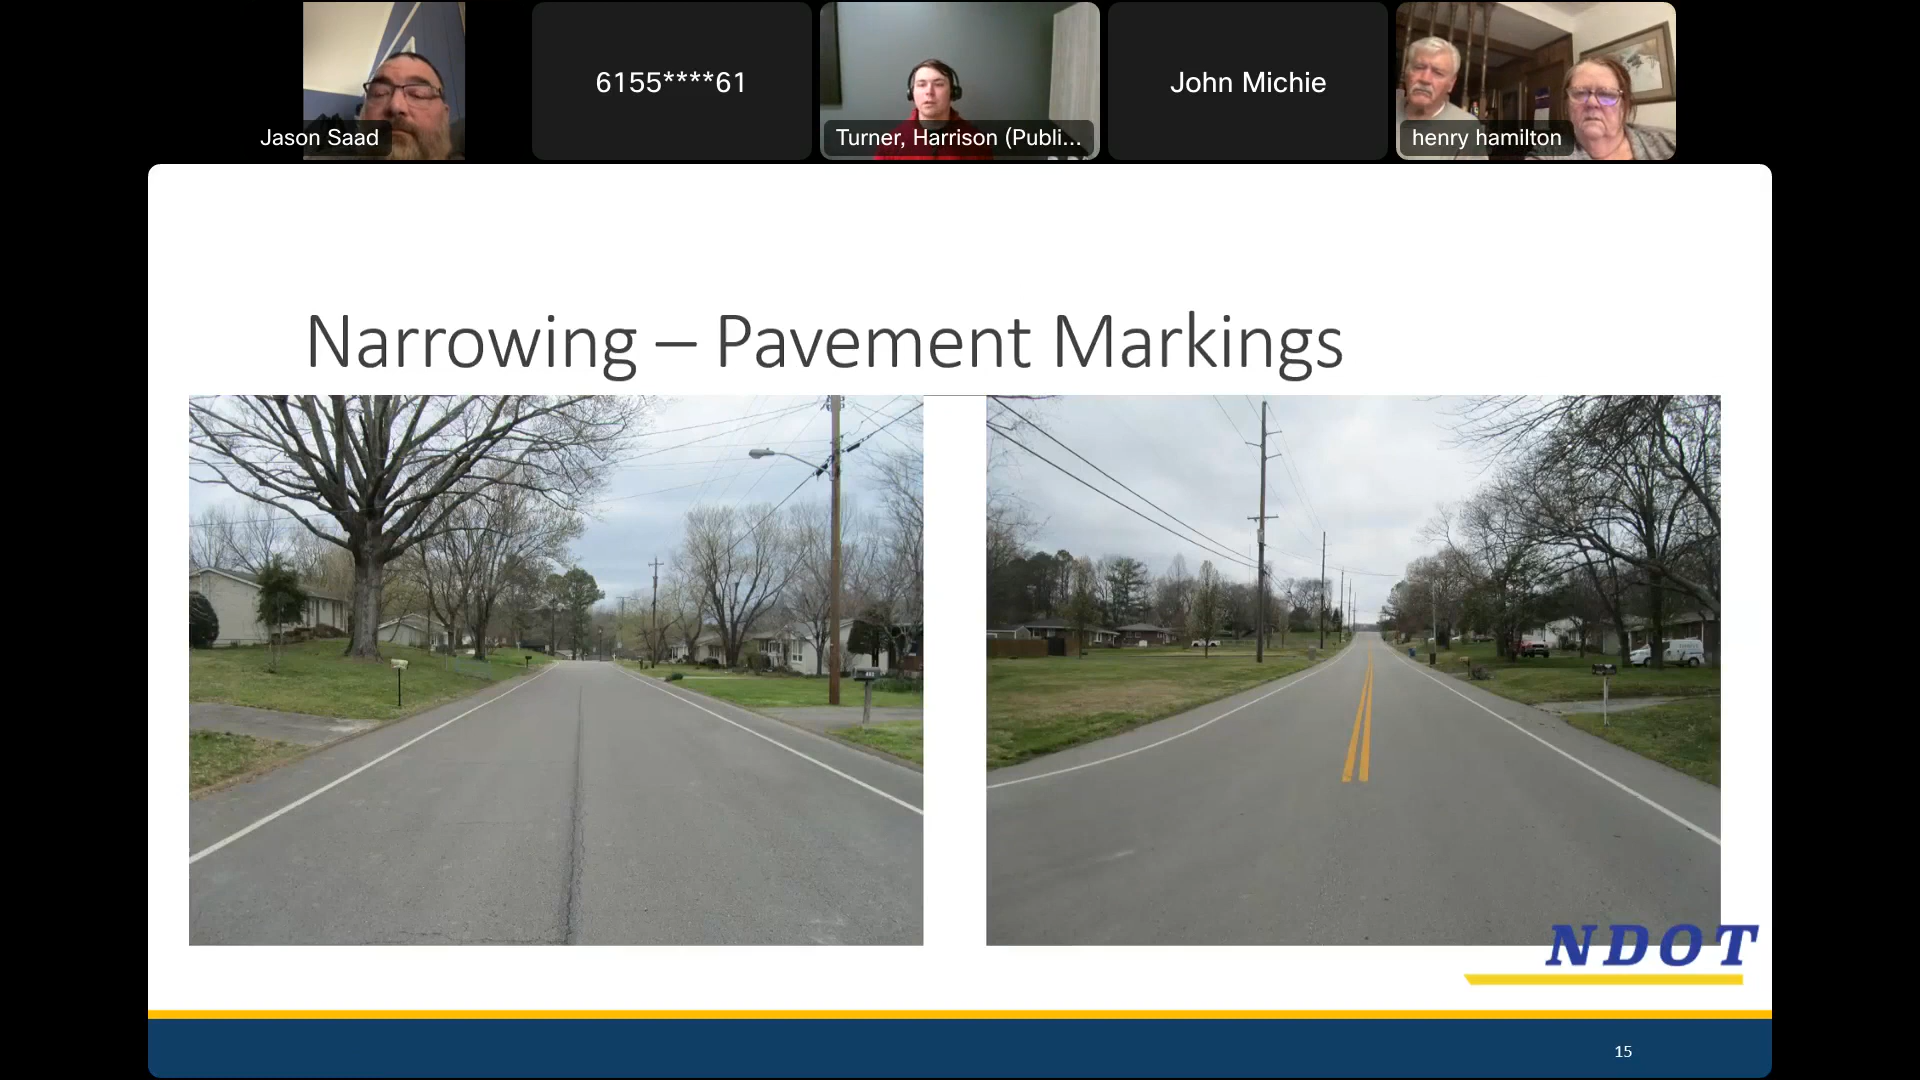 Jason Saad
6155****61
Turner, Harrison (Publi...
John Michie
henry hamilton
Narrowing – Pavement Markings
NDOT
15